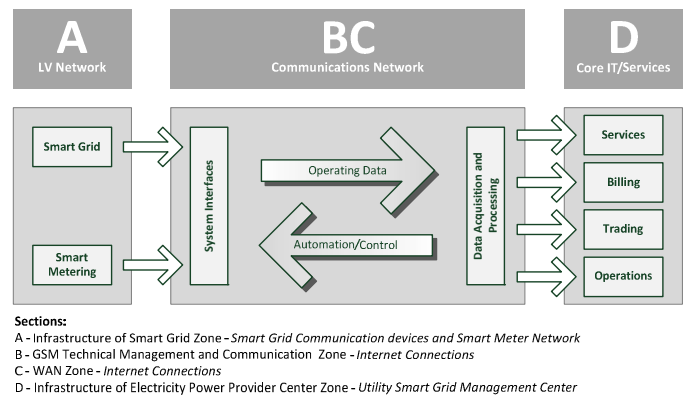 A
LV Network
BC
Communications Network
D
Core IT/Services
Smart Grid
Smart
Metering
System Interfaces
Operating Data
Automation/Control
Data Acquisition and
Processing
Services
Billing
Trading
Operations
Sections:
A - Infrastructure of Smart Grid Zone – Smart Grid Communication devices and Smart Meter Network
B - GSM Technical Management and Communication Zone - Internet Connections
C - WAN Zone - Internet Connections
D - Infrastructure of Electricity Power Provider Center Zone - Utility Smart Grid Management Center